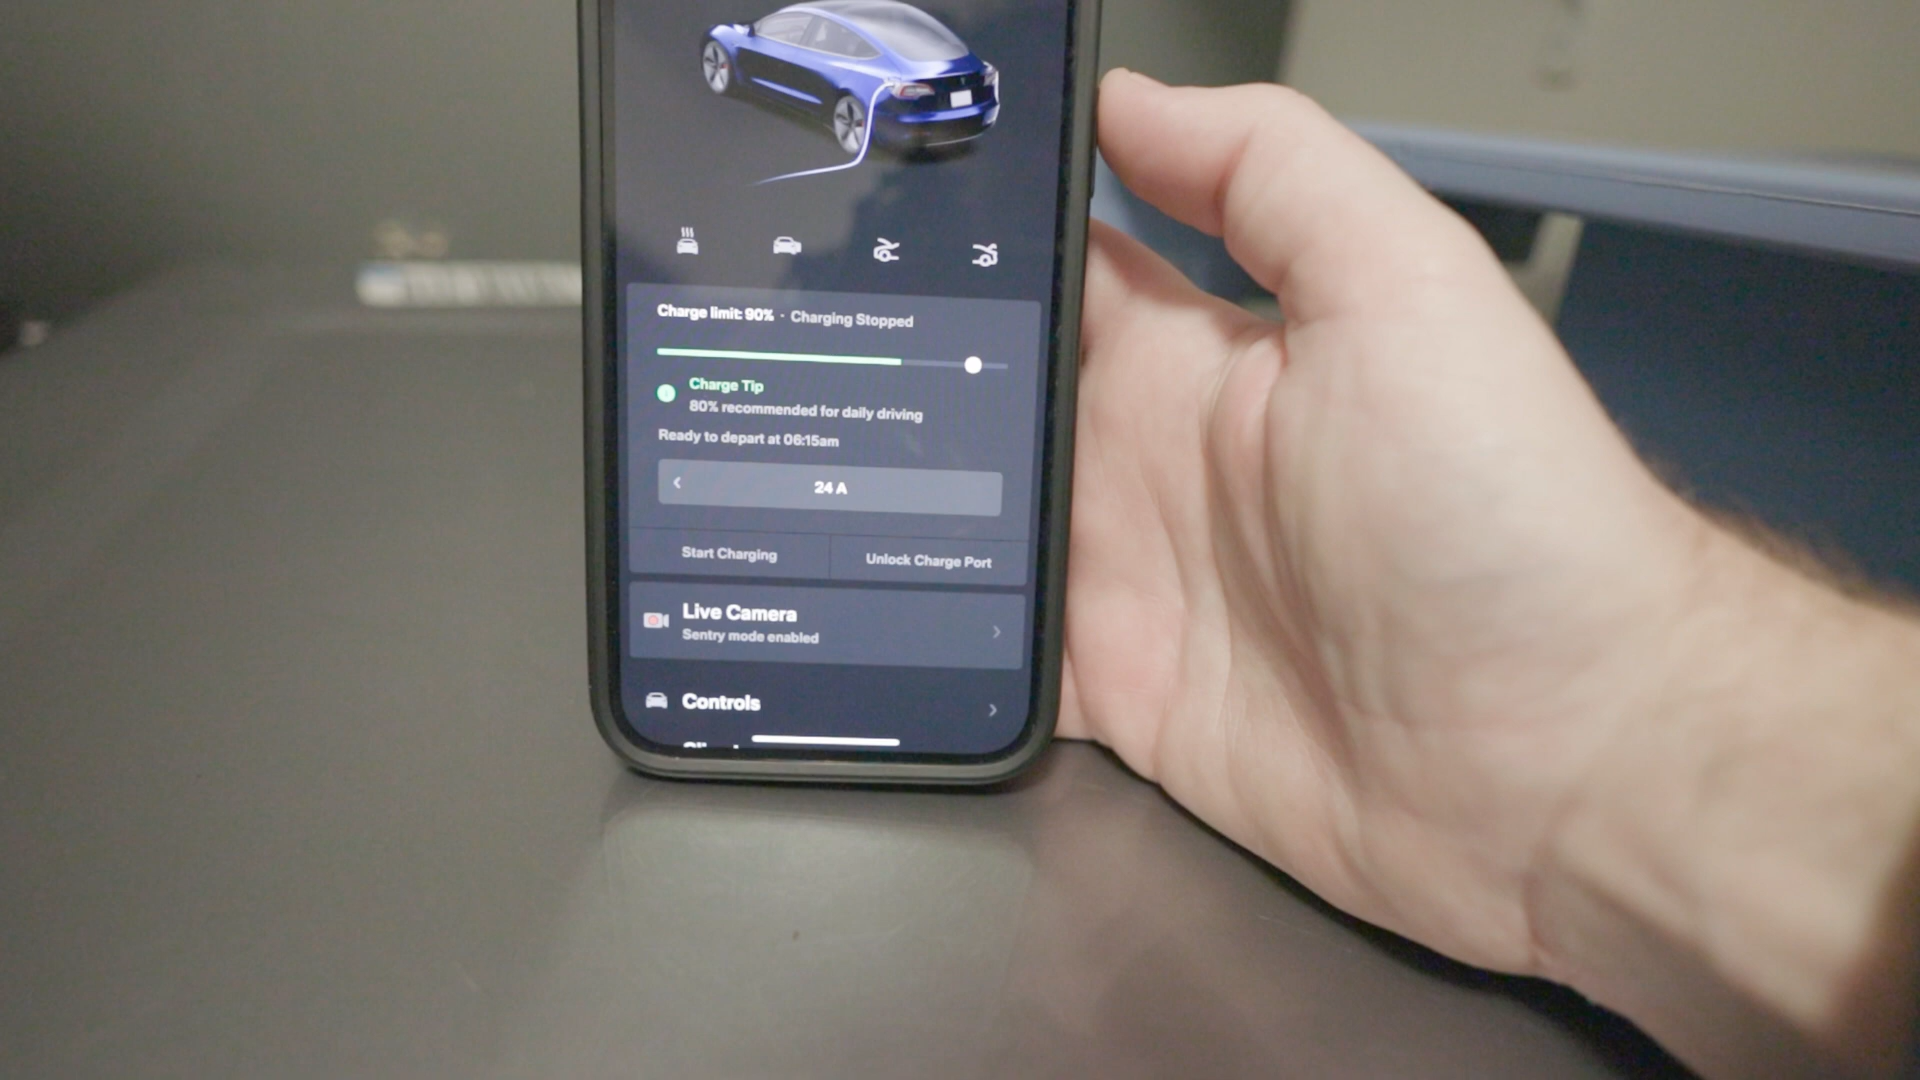 Charge limit: 90% · Charging Stopped
Charge Tip
80% recommended for daily driving
Ready to depart at 06:15am
24 A
Start Charging
Unlock Charge Port
Live Camera
Sentry mode enabled
Controls